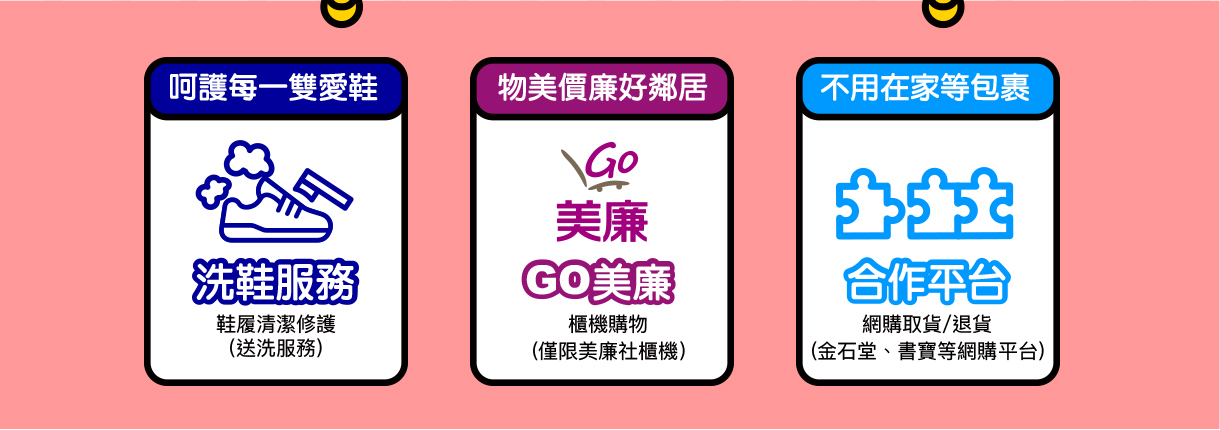 呵護每一雙愛鞋
洗鞋服務
鞋履清潔修護
(送洗服務)
物美價廉好鄰居
Go
美廉
GO美廉
櫃機購物
(僅限美廉社櫃機)
不用在家等包裹
合作平台
網購取貨/退貨
(金石堂、書寶等網購平台)